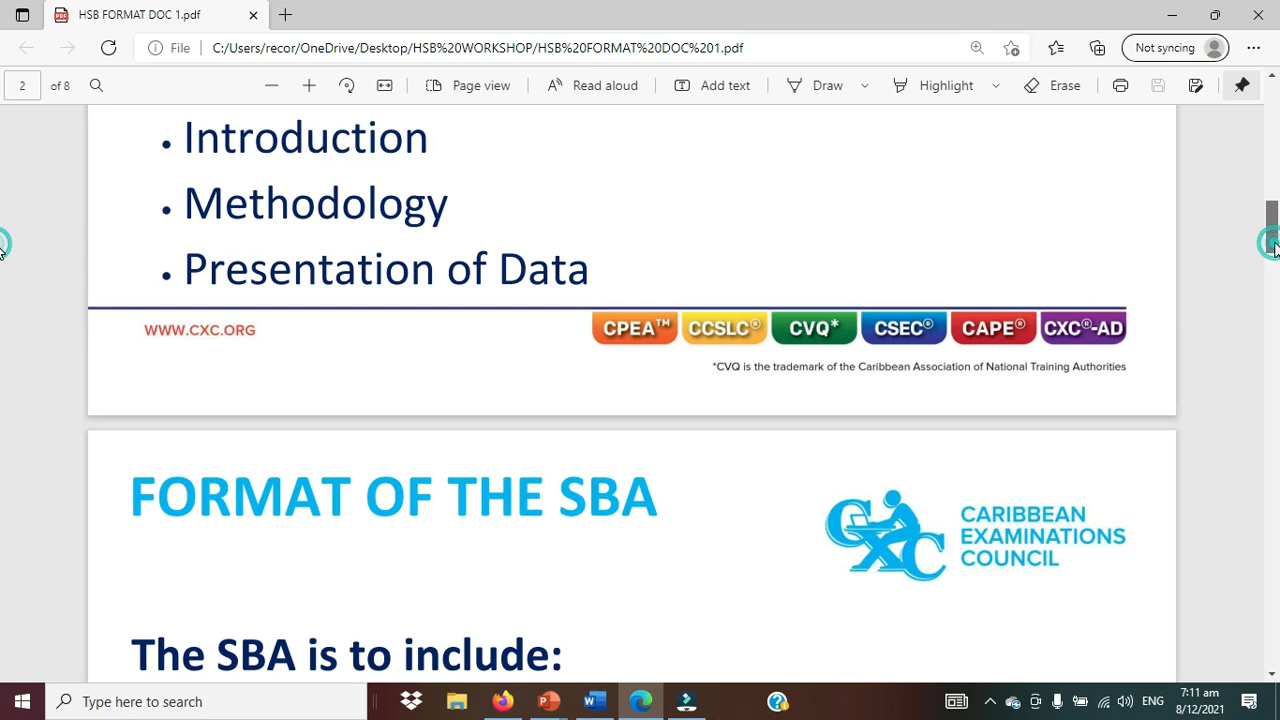 HSB FORMAT DOC 1.pdf
File C:/Users/recor/OneDrive/Desktop/HSB%20WORKSHOP/HSB%20FORMAT%20DOC%201.pdf Not syncing
2 of 8 Page view Read aloud Add text Draw Highlight Erase
• Introduction
• Methodology
• Presentation of Data
WWW.CXC.ORG CPEA™ CCSLC® CVQ* CSEC® CAPE® CXC®-AD
*CVQ is the trademark of the Caribbean Association of National Training Authorities
FORMAT OF THE SBA
CXC
CARIBBEAN
EXAMINATIONS
COUNCIL
The SBA is to include:
Type here to search ENG 7:11 am
8/12/2021